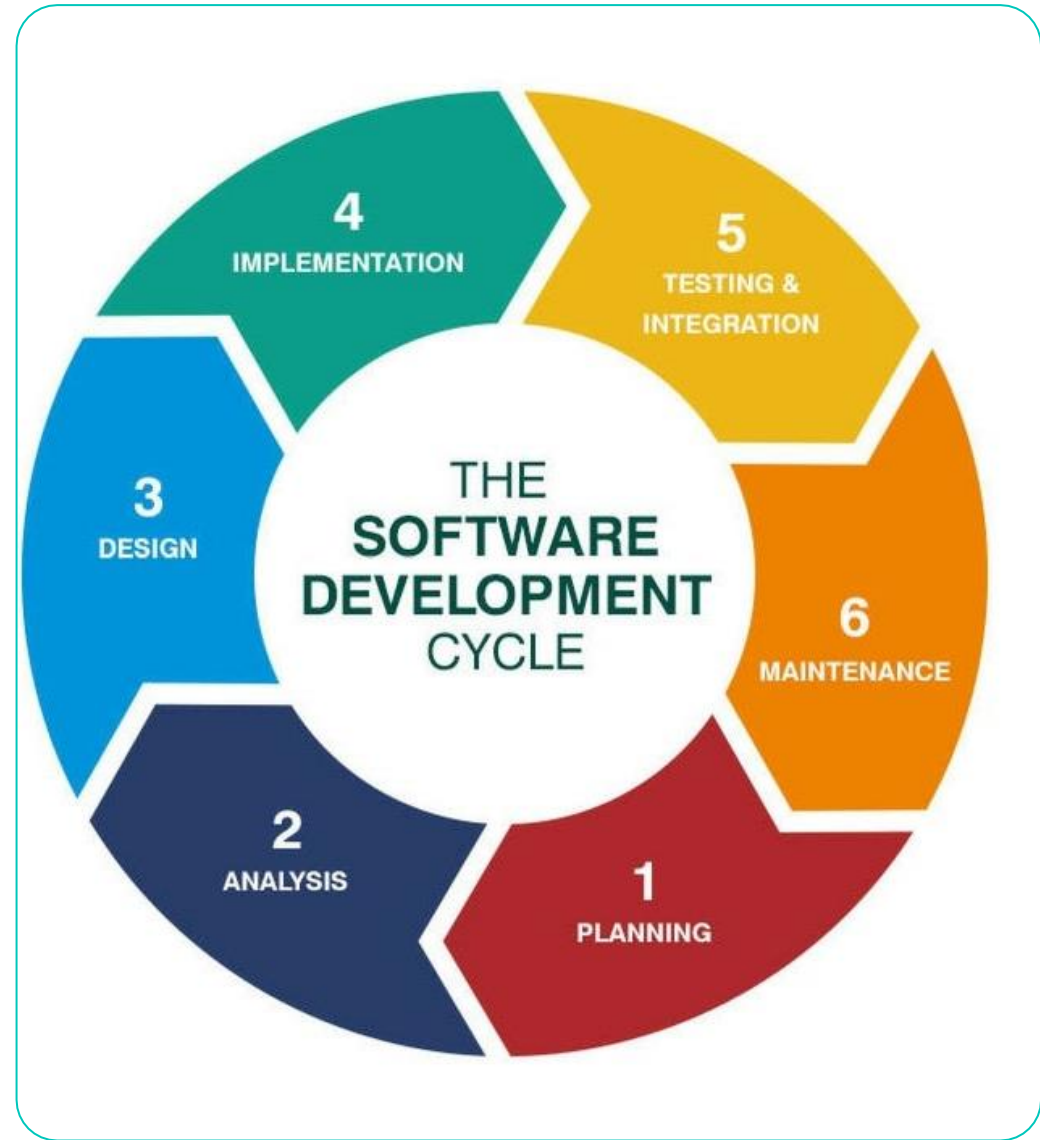 THE
SOFTWARE
DEVELOPMENT
CYCLE
1
PLANNING
2
ANALYSIS
3
DESIGN
4
IMPLEMENTATION
5
TESTING &
INTEGRATION
6
MAINTENANCE